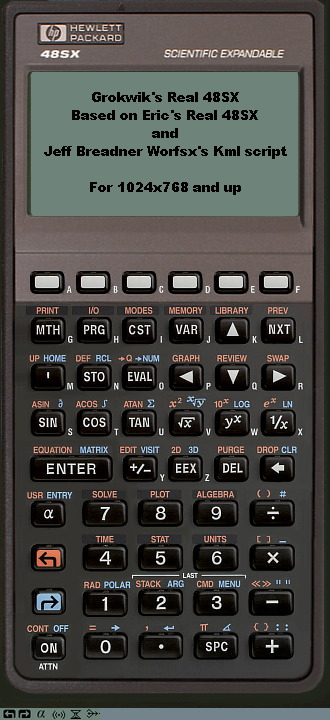 hp HEWLETT
PACKARD
48SX SCIENTIFIC EXPANDABLE
Grokwik's Real 48SX
Based on Eric's Real 48SX
and
Jeff Breadner Worfsx's Kml script
For 1024x768 and up
A B C D E F
PRINT I/O MODES MEMORY LIBRARY PREV
MTH G PRG H CST I VAR J ▲ K NXT L
UP HOME DEF RCL →Q →NUM GRAPH REVIEW SWAP
' M STO N EVAL O ◀ P ▼ Q ▶ R
ASIN ∂ ACOS ∫ ATAN Σ x² ˣ√y 10ˣ LOG eˣ LN
SIN S COS T TAN U √x V yˣ W 1/x X
EQUATION MATRIX EDIT VISIT 2D 3D PURGE DROP CLR
ENTER +/- Y EEX Z DEL ←
USR ENTRY SOLVE PLOT ALGEBRA ( ) #
α 7 8 9 ÷
TIME STAT UNITS [ ] _
4 5 6 ×
LAST
RAD POLAR STACK ARG CMD MENU « » " "
1 2 3 −
CONT OFF = → , ↵ π ∡ { } : :
ON 0 . SPC +
ATTN
α